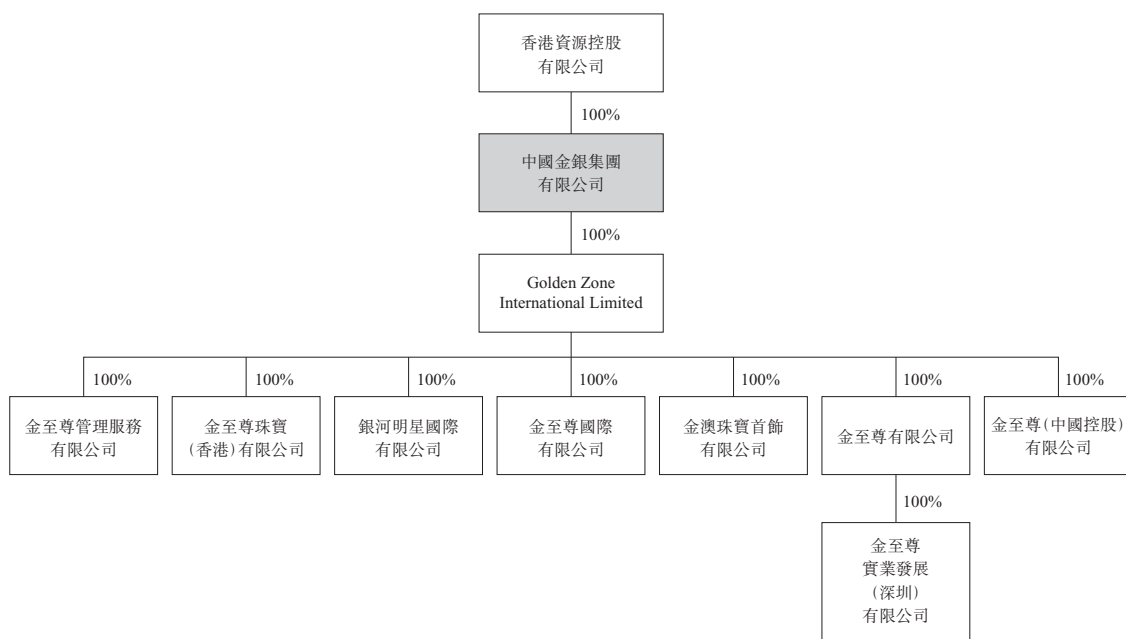 香港資源控股
有限公司
100%
中國金銀集團
有限公司
100%
Golden Zone
International Limited
100%
100%
100%
100%
100%
100%
100%
金至尊管理服務
有限公司
金至尊珠寶
(香港)有限公司
銀河明星國際
有限公司
金至尊國際
有限公司
金澳珠寶首飾
有限公司
金至尊有限公司
金至尊(中國控股)
有限公司
100%
金至尊
實業發展
(深圳)
有限公司